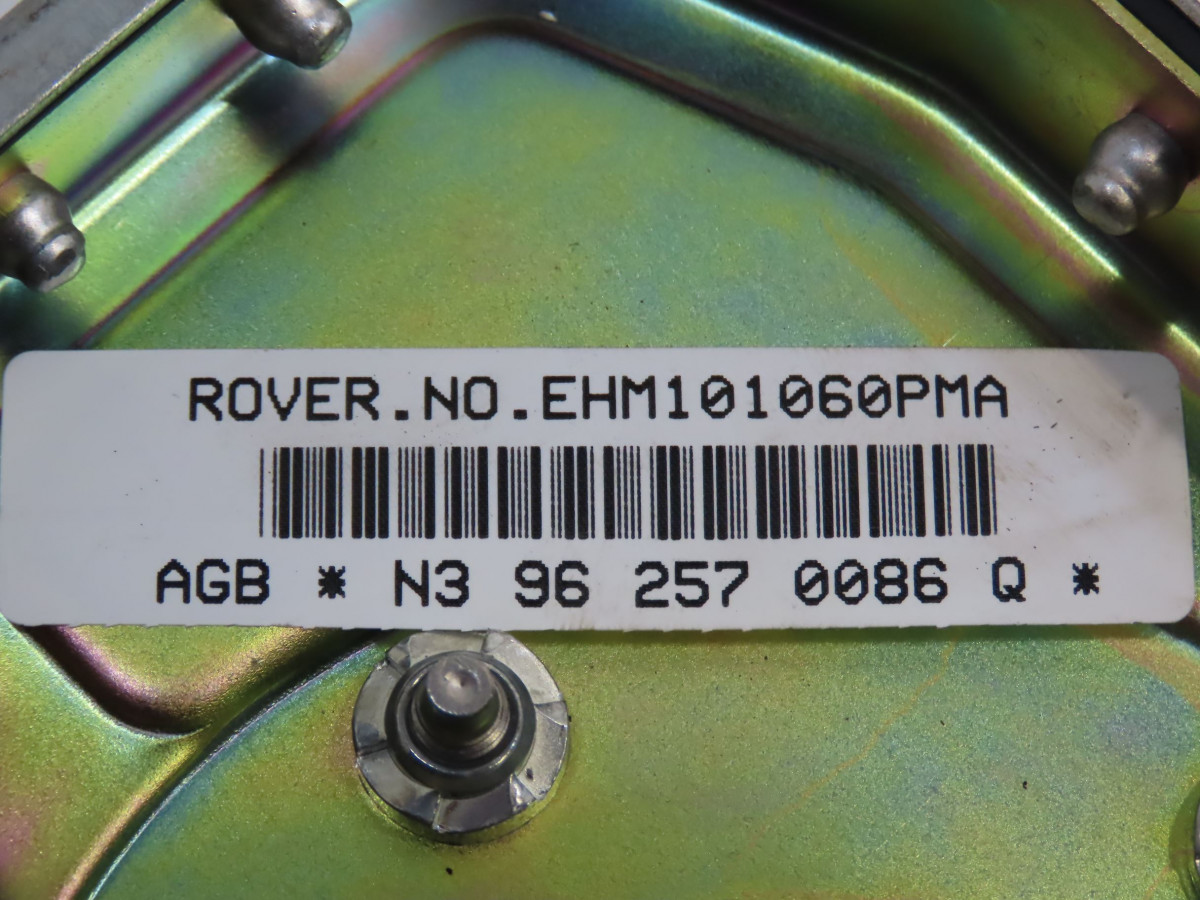 ROVER.NO.EHM101060PMA
AGB * N3 96 257 0086 Q *